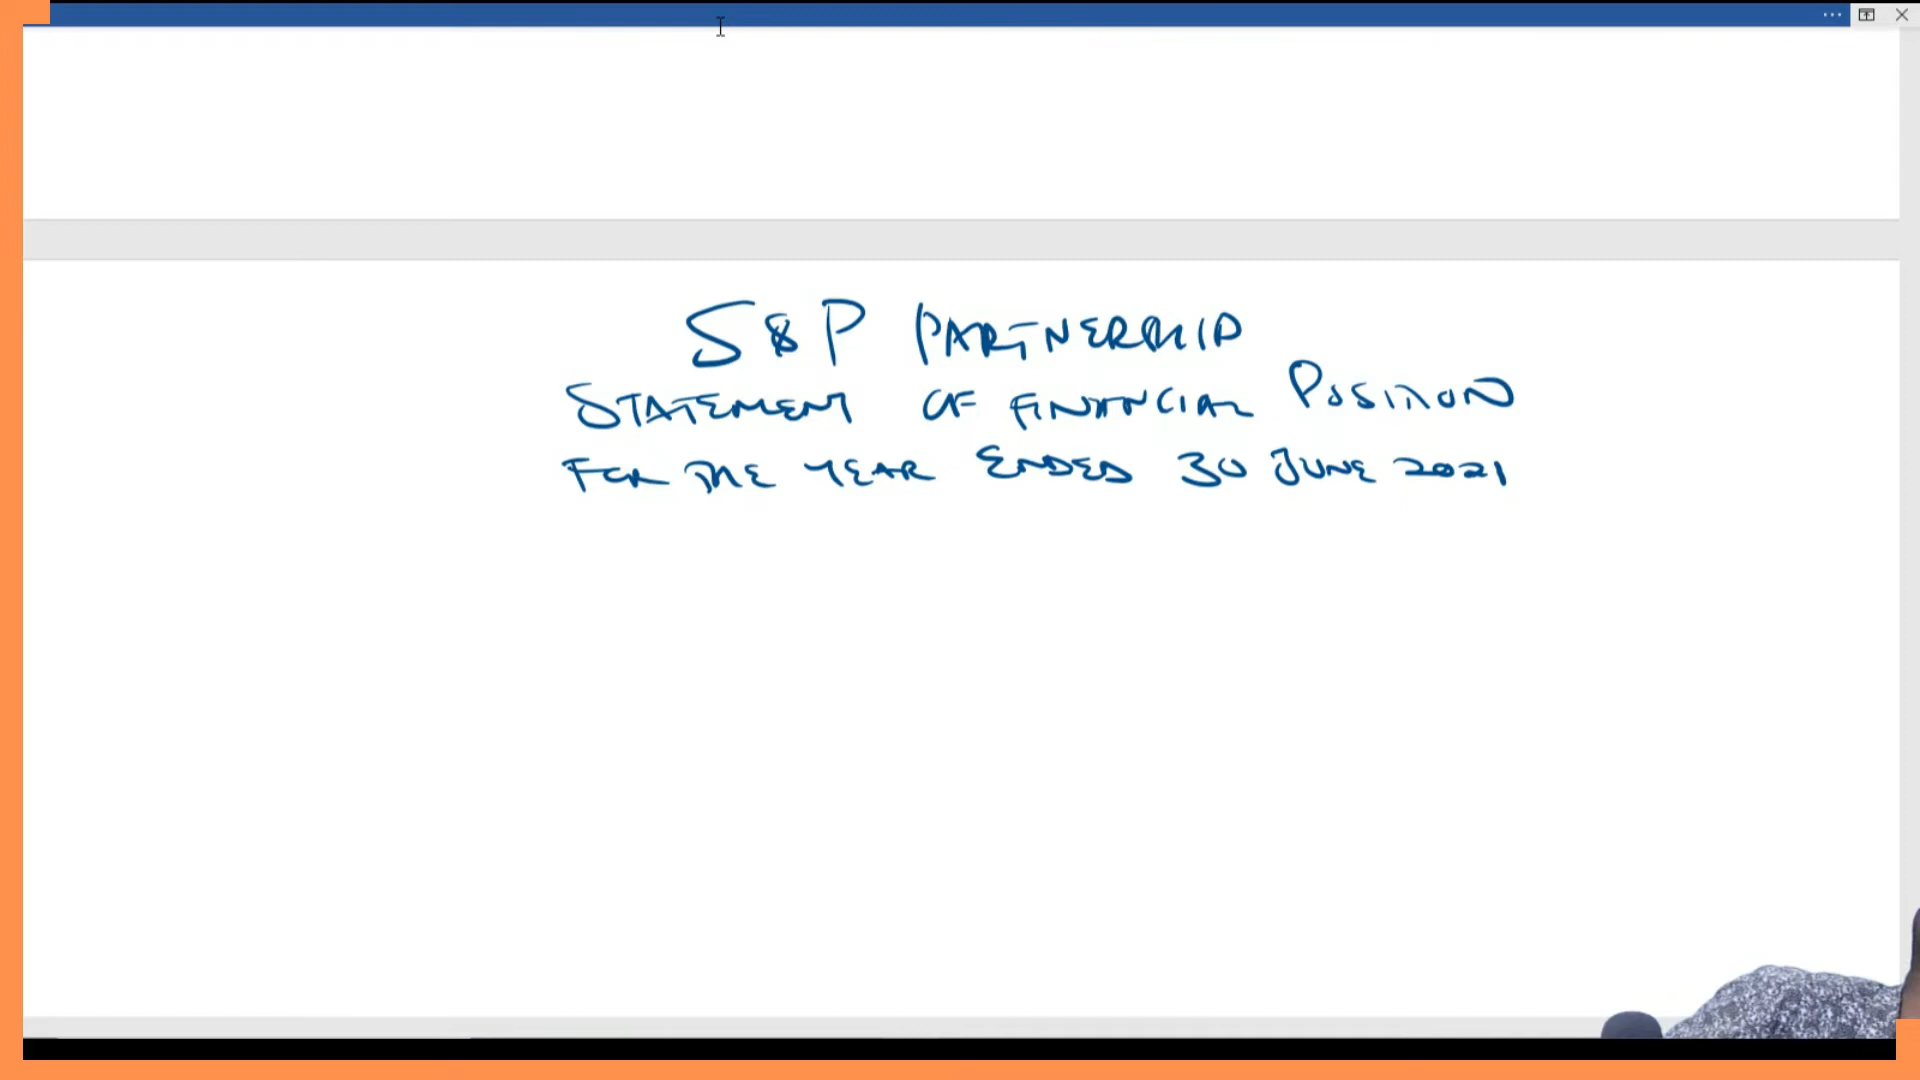 S&P PARTNERSHIP
STATEMENT OF FINANCIAL POSITION
FOR THE YEAR ENDED 30 JUNE 2021